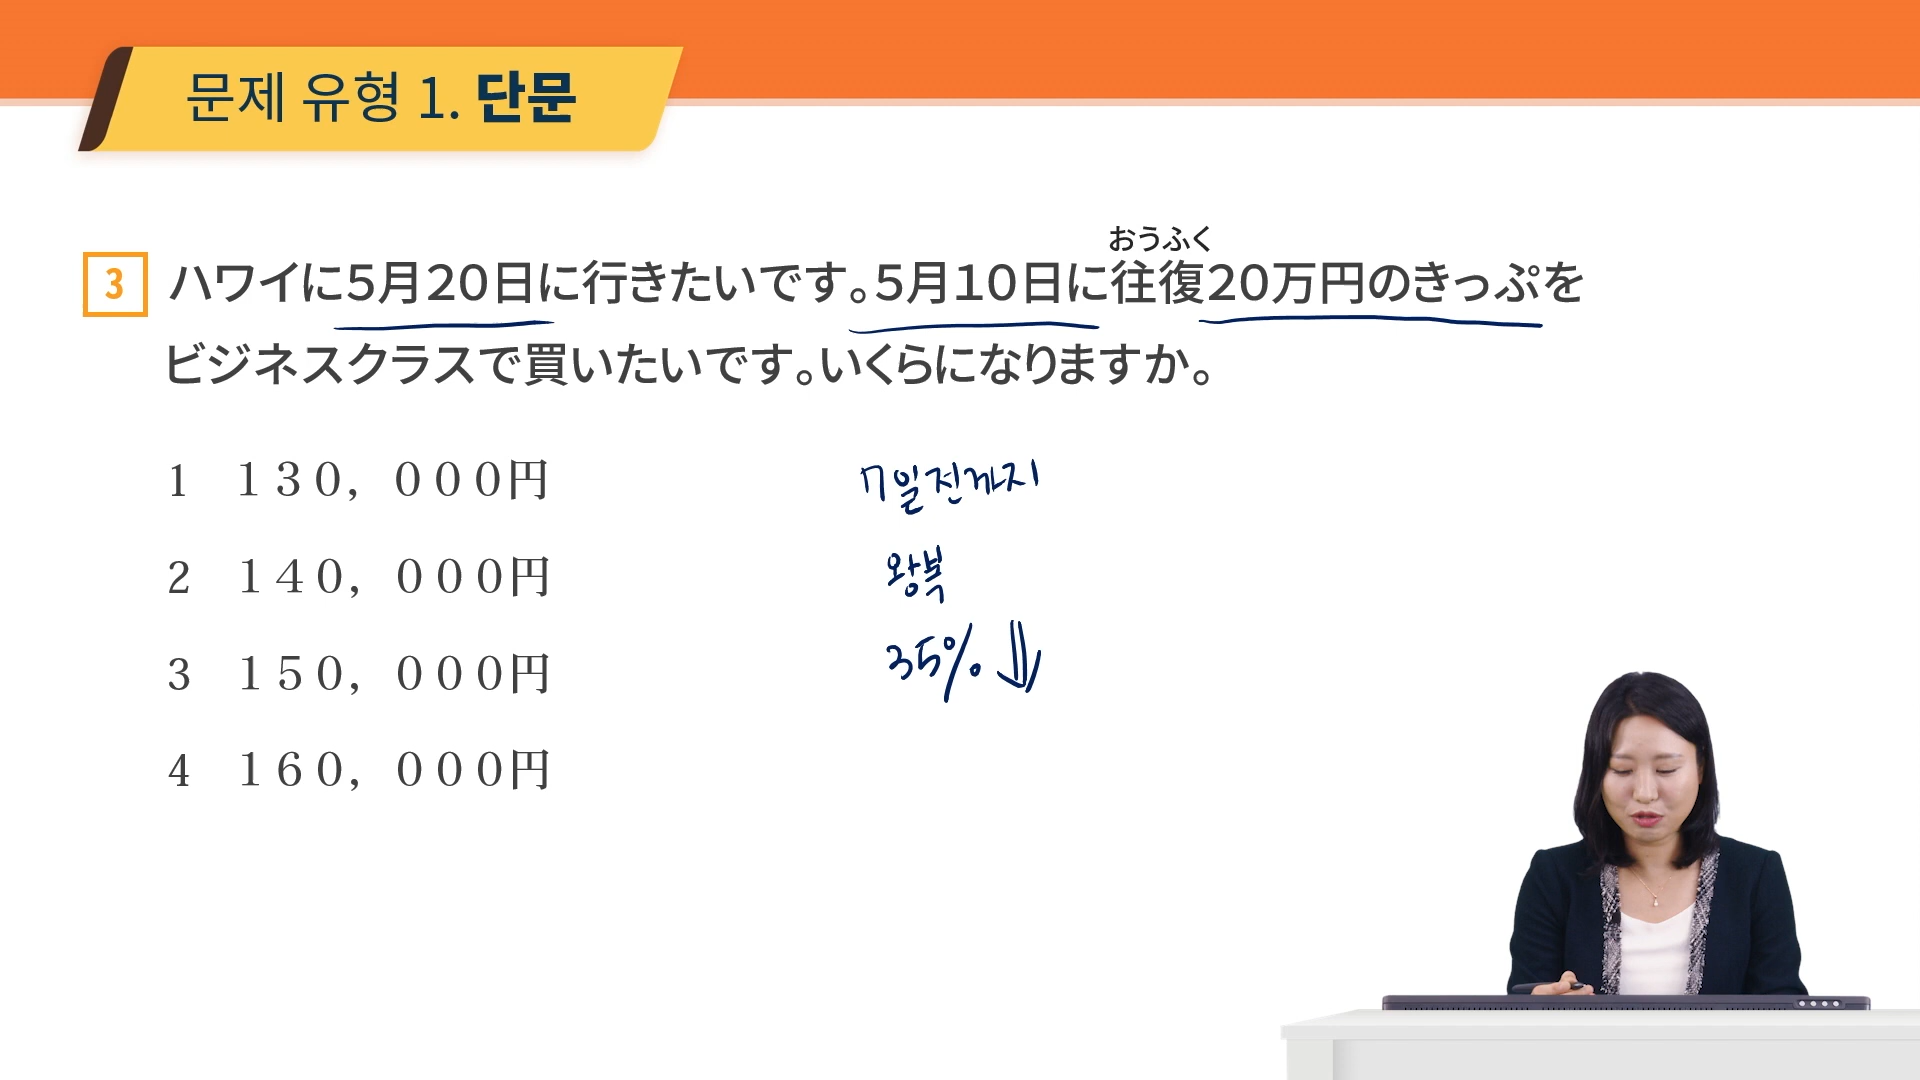 문제 유형 1. 단문
おうふく
3 ハワイに5月20日に行きたいです。5月10日に往復20万円のきっぷを
ビジネスクラスで買いたいです。いくらになりますか。
1 130，000円
2 140，000円
3 150，000円
4 160，000円
7일전까지
왕복
35% ⇓